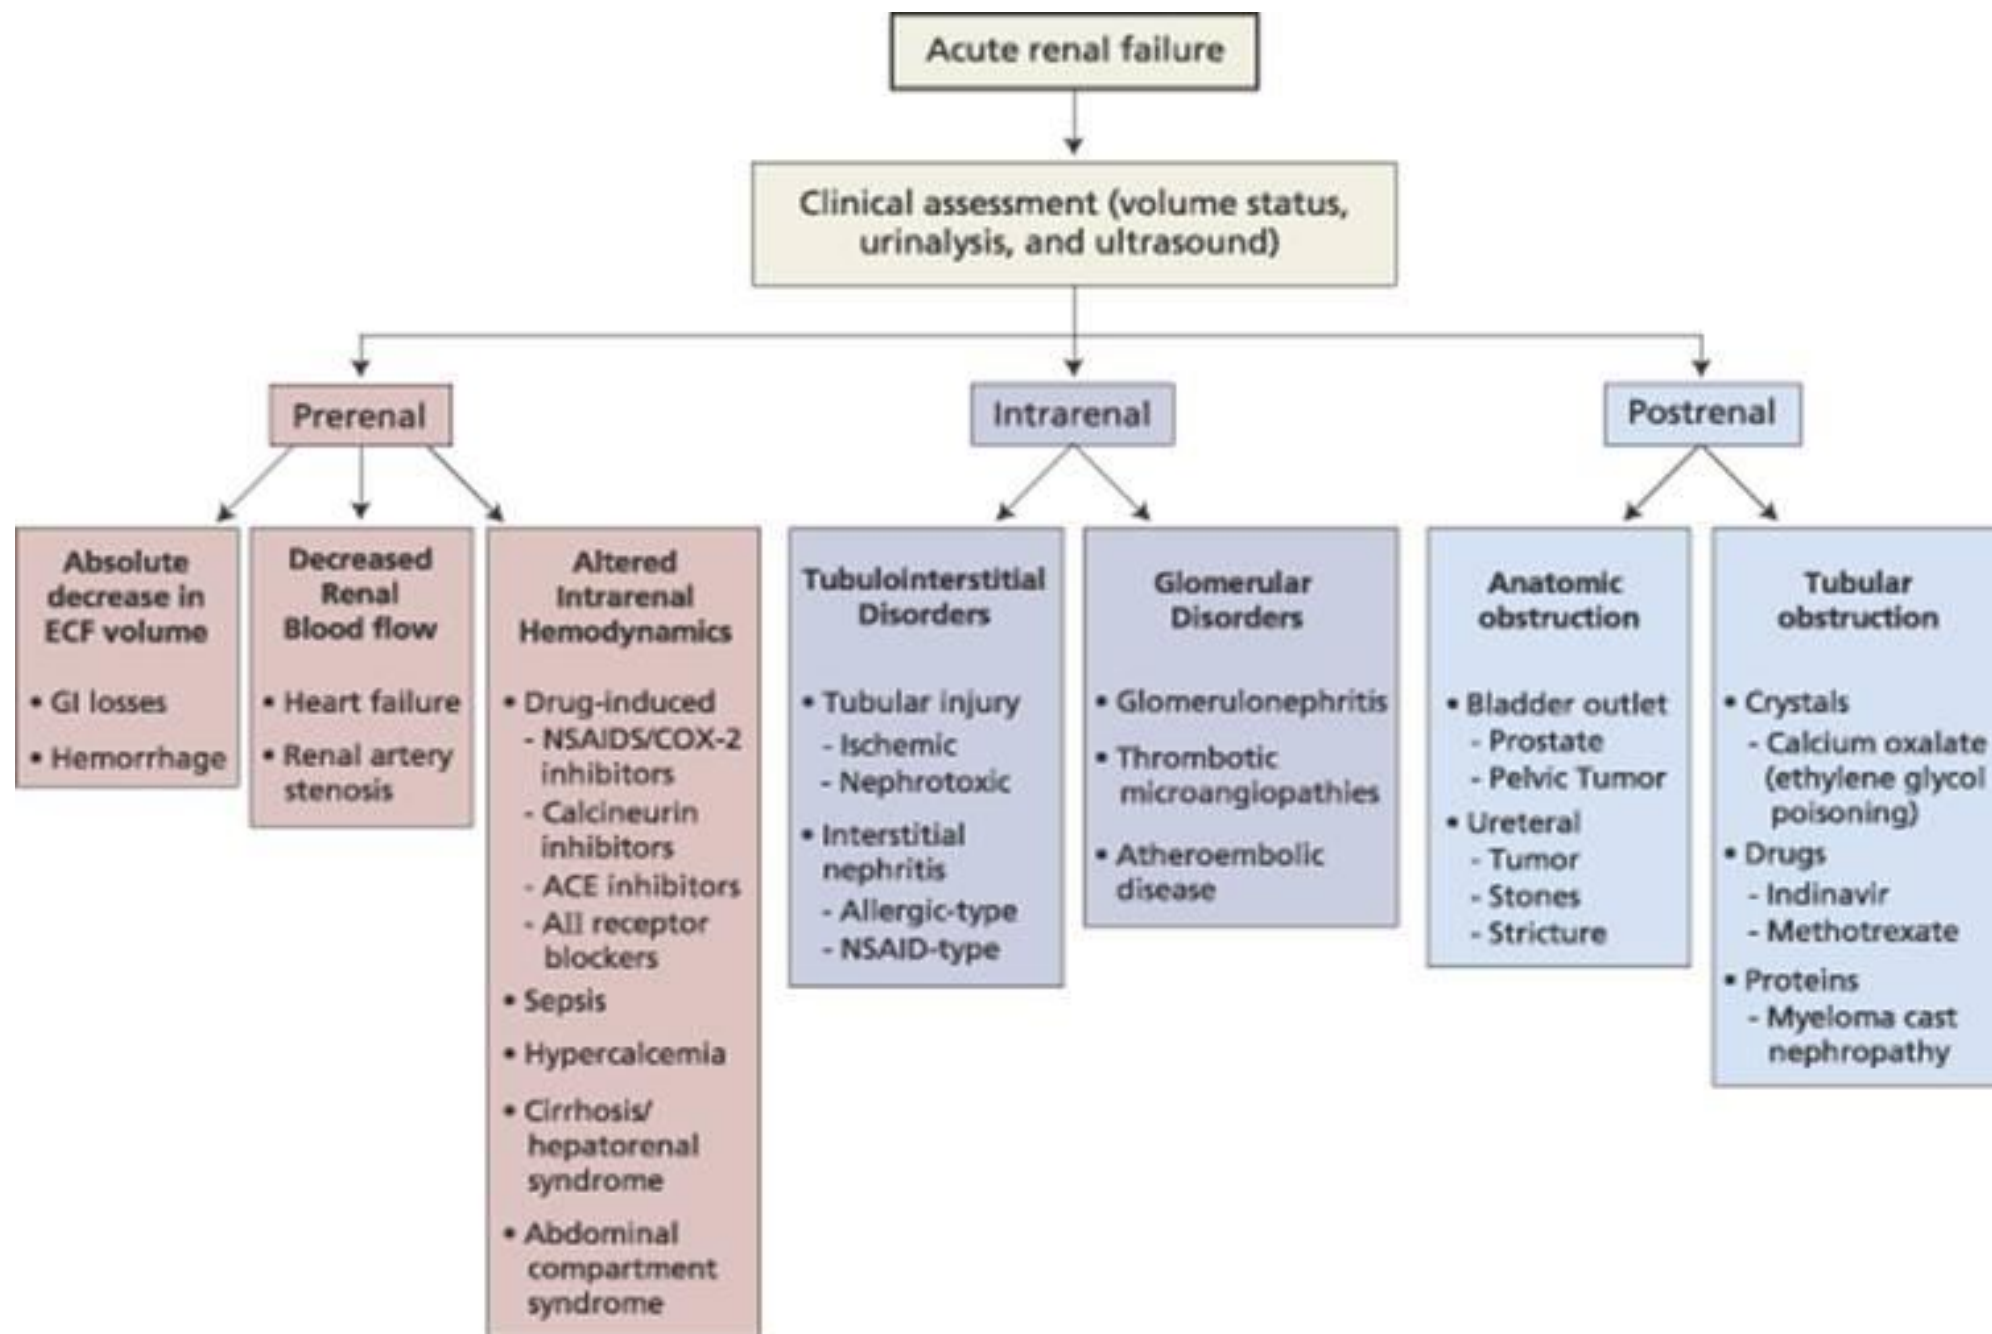 Acute renal failure
Clinical assessment (volume status,
urinalysis, and ultrasound)
Prerenal
Intrarenal
Postrenal
Absolute
decrease in
ECF volume
• GI losses
• Hemorrhage
Decreased
Renal
Blood flow
• Heart failure
• Renal artery
stenosis
Altered
Intrarenal
Hemodynamics
• Drug-induced
- NSAIDS/COX-2
inhibitors
- Calcineurin
inhibitors
- ACE inhibitors
- AII receptor
blockers
• Sepsis
• Hypercalcemia
• Cirrhosis/
hepatorenal
syndrome
• Abdominal
compartment
syndrome
Tubulointerstitial
Disorders
• Tubular injury
- Ischemic
- Nephrotoxic
• Interstitial
nephritis
- Allergic-type
- NSAID-type
Glomerular
Disorders
• Glomerulonephritis
• Thrombotic
microangiopathies
• Atheroembolic
disease
Anatomic
obstruction
• Bladder outlet
- Prostate
- Pelvic Tumor
• Ureteral
- Tumor
- Stones
- Stricture
Tubular
obstruction
• Crystals
- Calcium oxalate
(ethylene glycol
poisoning)
• Drugs
- Indinavir
- Methotrexate
• Proteins
- Myeloma cast
nephropathy